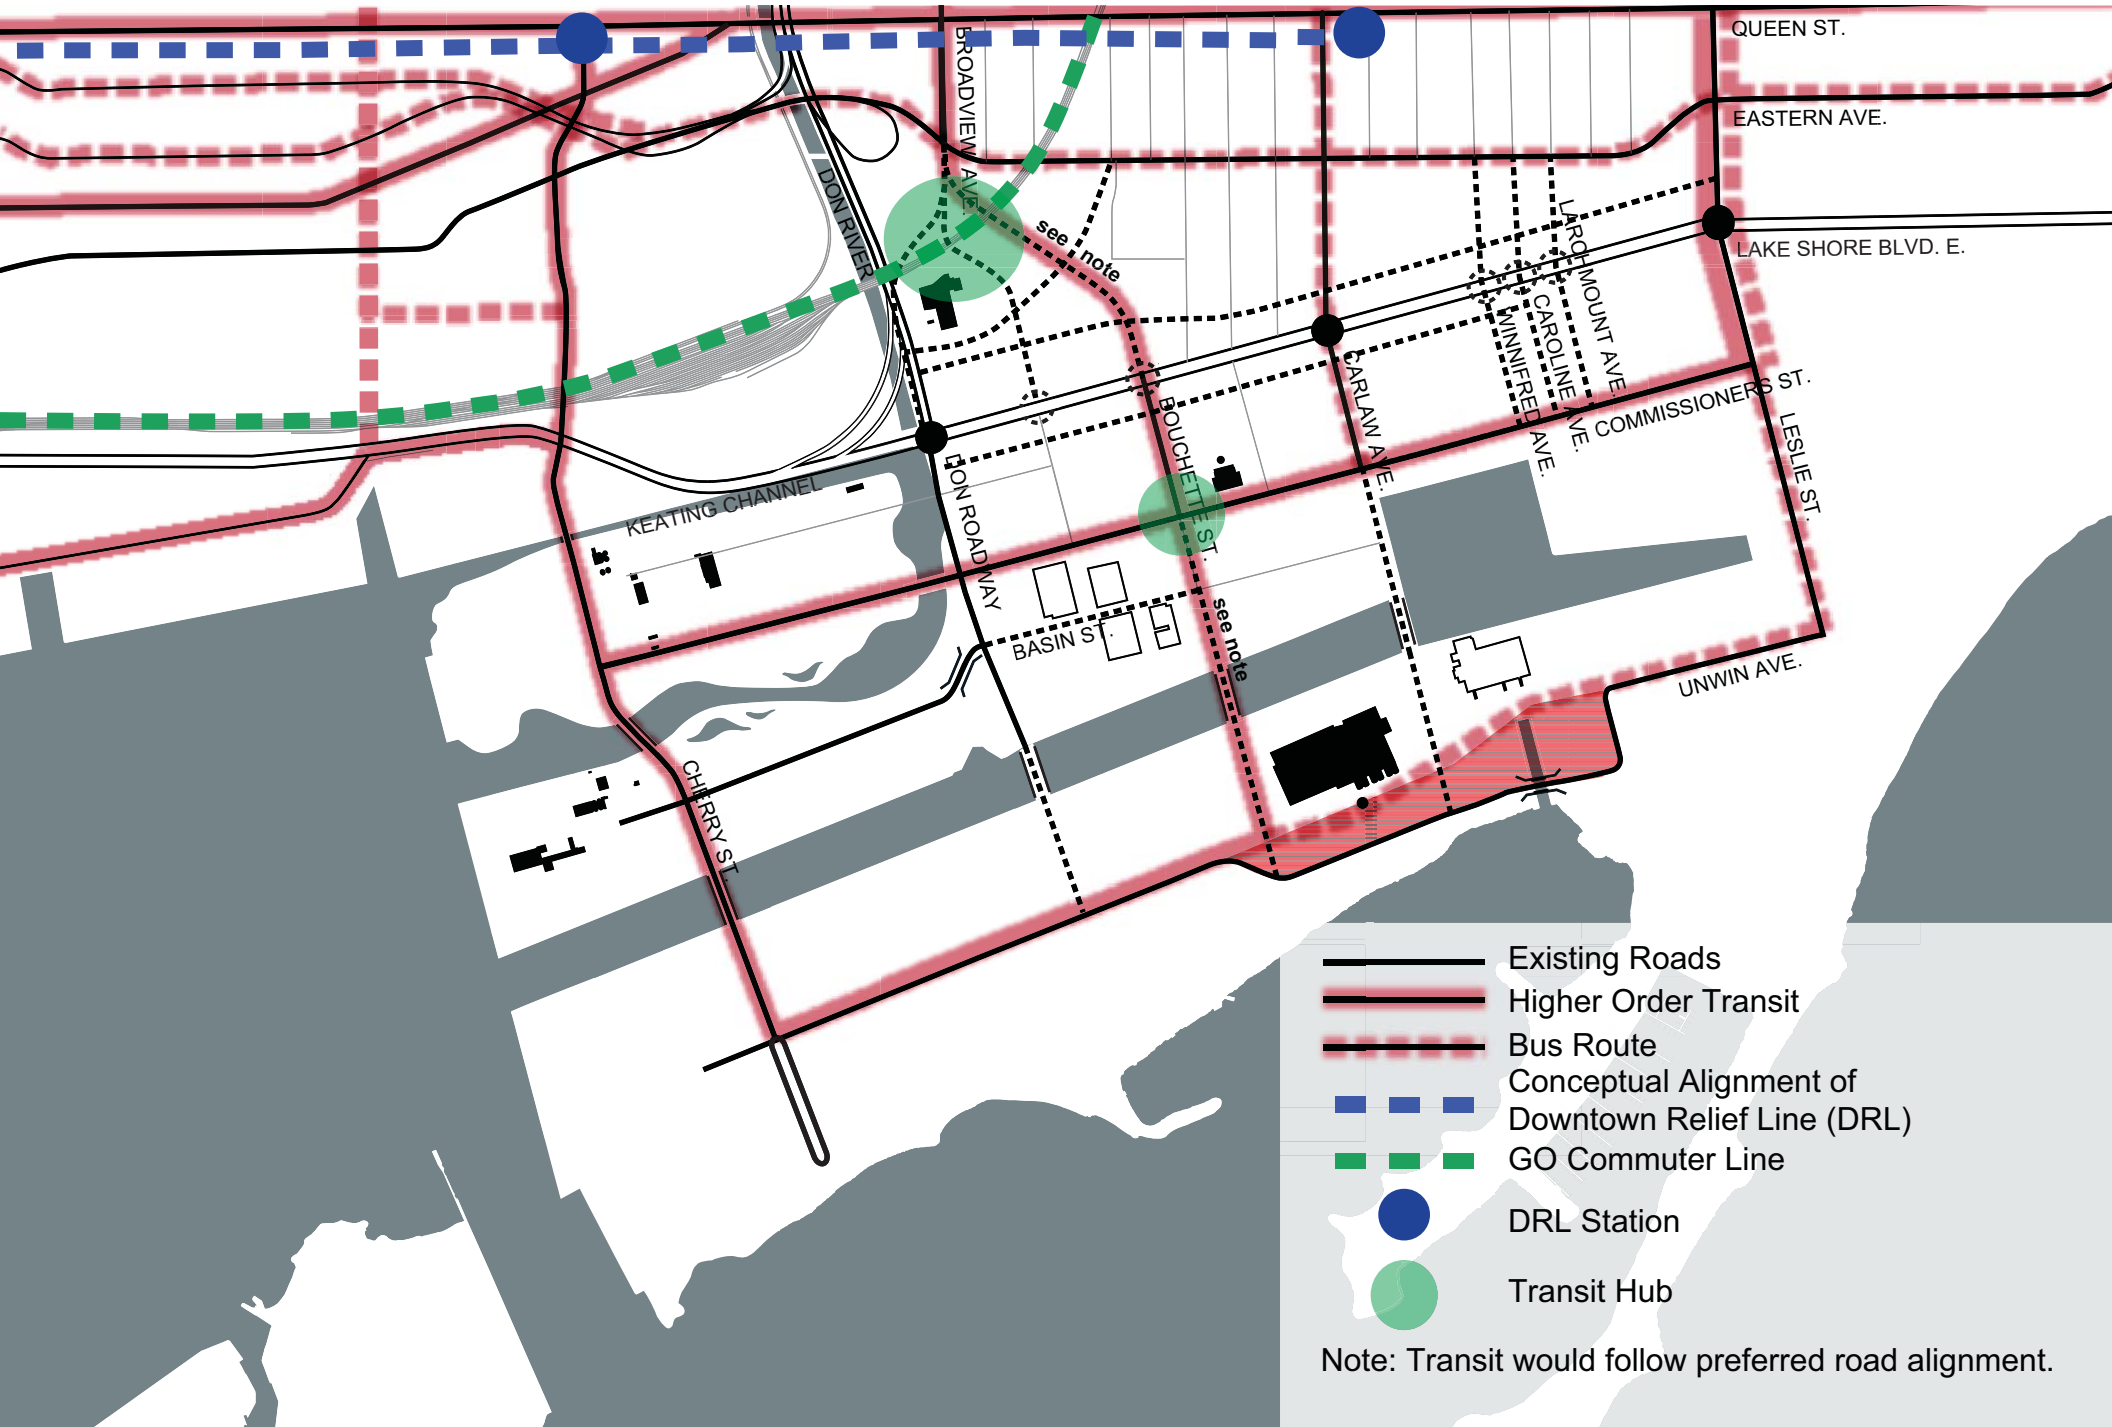 QUEEN ST.
BROADVIEW AVE.
EASTERN AVE.
DON RIVER
see note
LARCHMOUNT AVE.
LAKE SHORE BLVD. E.
CAROLINE AVE.
WINNIFRED AVE.
CARLAW AVE.
COMMISSIONERS ST.
BOUCHETTE ST.
LESLIE ST.
DON ROADWAY
KEATING CHANNEL
see note
BASIN ST.
UNWIN AVE.
CHERRY ST.
Existing Roads
Higher Order Transit
Bus Route
Conceptual Alignment of
Downtown Relief Line (DRL)
GO Commuter Line
DRL Station
Transit Hub
Note: Transit would follow preferred road alignment.